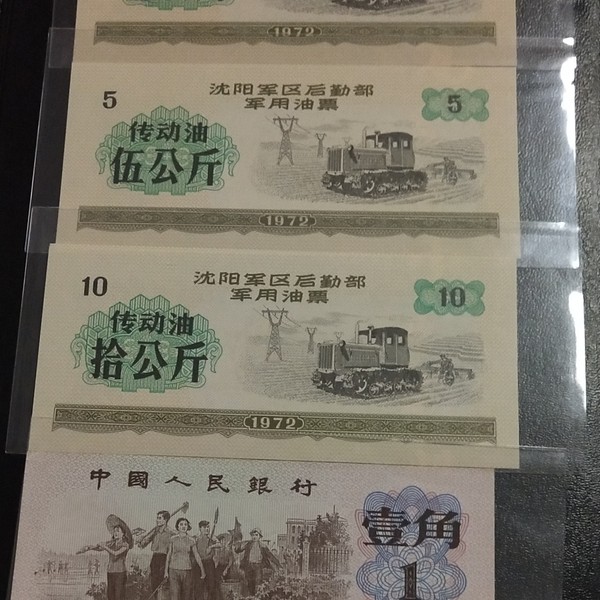 1972
5
沈阳军区后勤部
军用油票
5
传动油
伍公斤
1972
10
沈阳军区后勤部
军用油票
10
传动油
拾公斤
1972
中國人民銀行
壹角
1